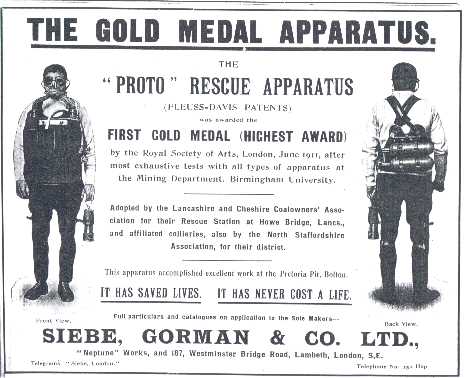 THE GOLD MEDAL APPARATUS.
THE
"PROTO" RESCUE APPARATUS
(FLEUSS-DAVIS PATENTS)
was awarded the
FIRST GOLD MEDAL (HIGHEST AWARD)
by the Royal Society of Arts, London, June 1911, after
most exhaustive tests with all types of apparatus at
the Mining Department, Birmingham University.
Adopted by the Lancashire and Cheshire Coalowners' Asso-
ciation for their Rescue Station at Howe Bridge, Lancs.,
and affiliated collieries, also by the North Staffordshire
Association, for their district.
This apparatus accomplished excellent work at the Pretoria Pit, Bolton.
IT HAS SAVED LIVES. IT HAS NEVER COST A LIFE.
Front View.
Full particulars and catalogues on application to the Sole Makers—
Back View.
SIEBE, GORMAN & CO. LTD.,
"Neptune" Works, and 187, Westminster Bridge Road, Lambeth, London, S.E.
Telegrams "Siebe, London."
Telephone No. Hop